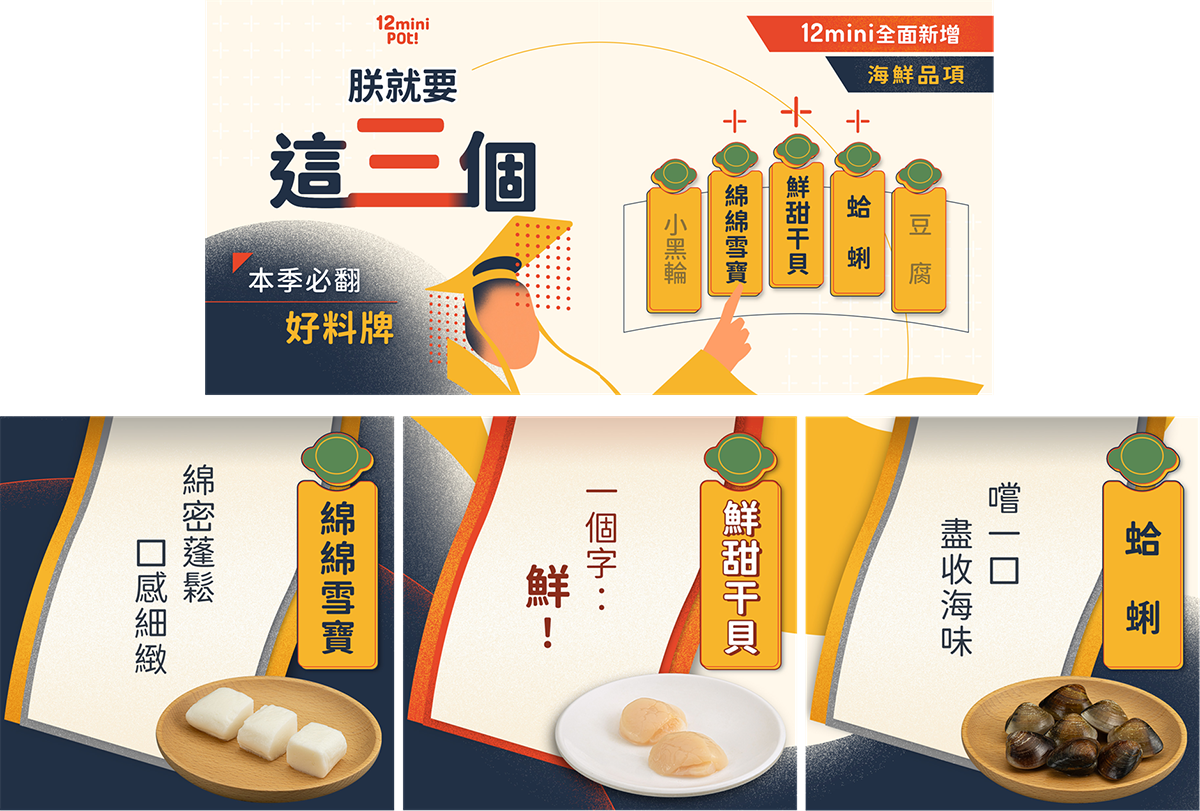 12mini
POt!
朕就要
這三個
12mini全面新增
海鮮品項
本季必翻
好料牌
小黑輪
綿綿雪寶
鮮甜干貝
蛤蜊
豆腐
綿密蓬鬆
口感細緻
綿綿雪寶
一個字：
鮮！
鮮甜干貝
嚐一口
盡收海味
蛤蜊